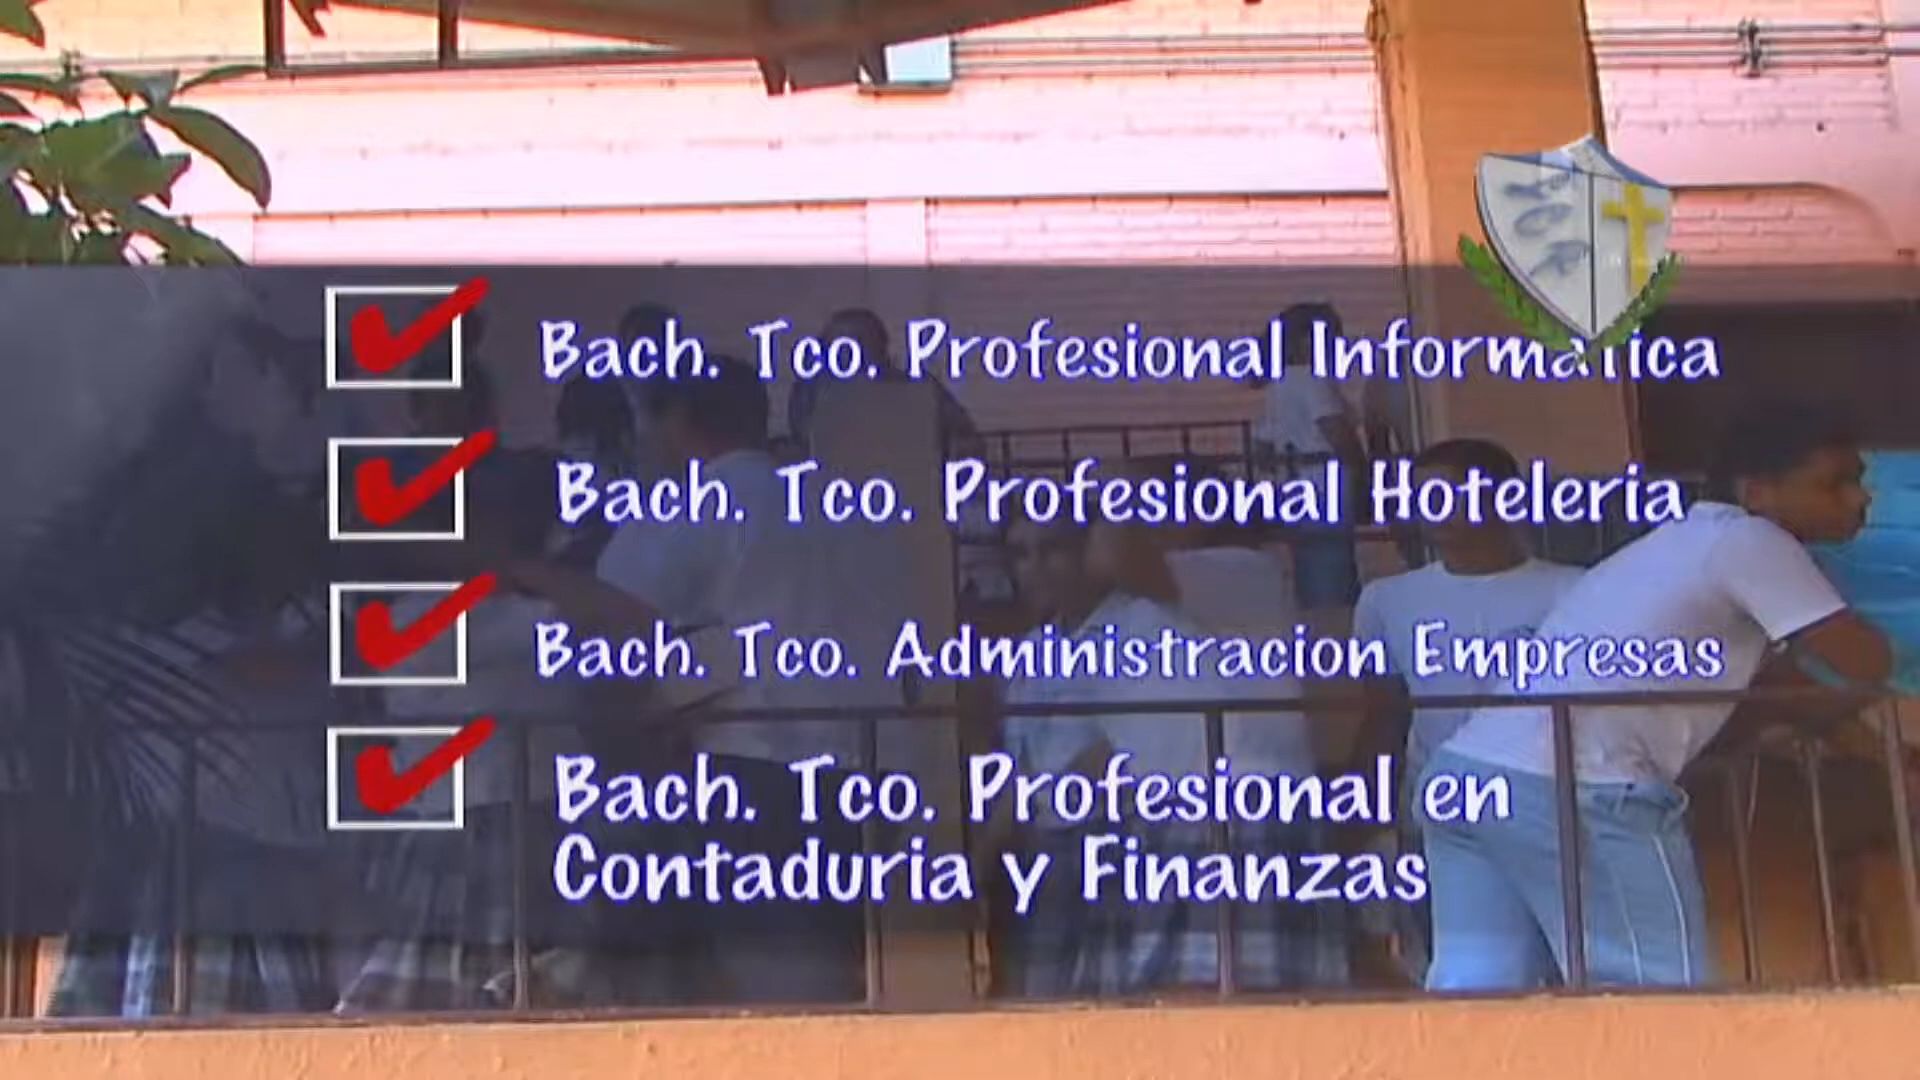 Bach. Tco. Profesional Informatica
Bach. Tco. Profesional Hoteleria
Bach. Tco. Administracion Empresas
Bach. Tco. Profesional en
Contaduria y Finanzas